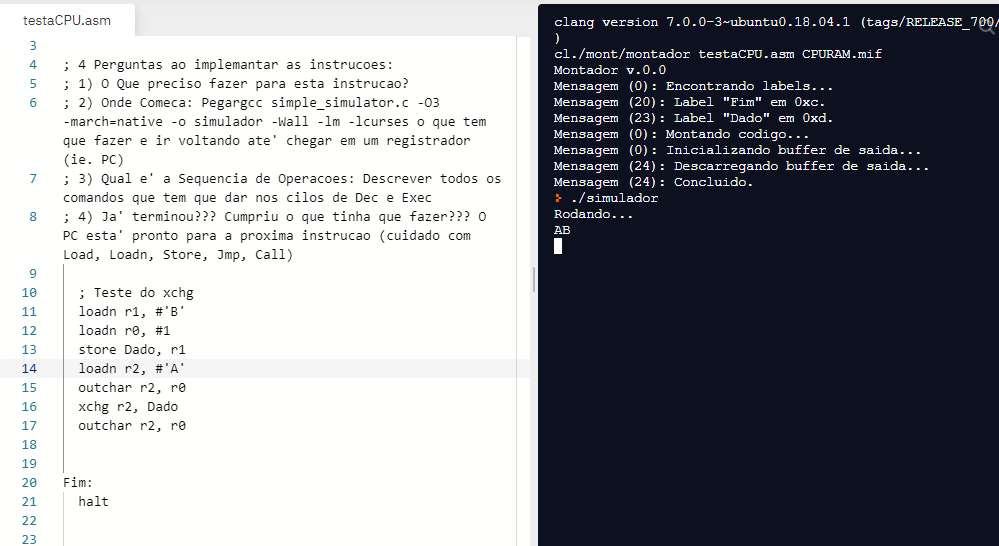 testaCPU.asm
3
4 ; 4 Perguntas ao implemantar as instrucoes:
5 ; 1) O Que preciso fazer para esta instrucao?
6 ; 2) Onde Comeca: Pegargcc simple_simulator.c -O3
-march=native -o simulador -Wall -lm -lcurses o que tem
que fazer e ir voltando ate' chegar em um registrador
(ie. PC)
7 ; 3) Qual e' a Sequencia de Operacoes: Descrever todos os
comandos que tem que dar nos cilos de Dec e Exec
8 ; 4) Ja' terminou??? Cumpriu o que tinha que fazer??? O
PC esta' pronto para a proxima instrucao (cuidado com
Load, Loadn, Store, Jmp, Call)
9
10 ; Teste do xchg
11 loadn r1, #'B'
12 loadn r0, #1
13 store Dado, r1
14 loadn r2, #'A'
15 outchar r2, r0
16 xchg r2, Dado
17 outchar r2, r0
18
19
20 Fim:
21 halt
22
23
clang version 7.0.0-3~ubuntu0.18.04.1 (tags/RELEASE_700/
)
cl./mont/montador testaCPU.asm CPURAM.mif
Montador v.0.0
Mensagem (0): Encontrando labels...
Mensagem (20): Label "Fim" em 0xc.
Mensagem (23): Label "Dado" em 0xd.
Mensagem (0): Montando codigo...
Mensagem (0): Inicializando buffer de saida...
Mensagem (24): Descarregando buffer de saida...
Mensagem (24): Concluido.
> ./simulador
Rodando...
AB